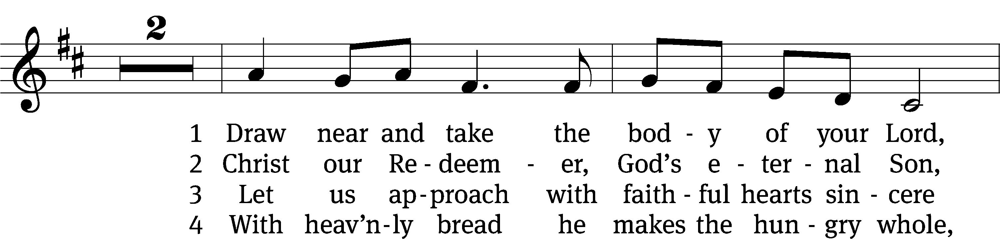 2
1 Draw near and take the bod - y of your Lord,
2 Christ our Re - deem - er, God’s e - ter - nal Son,
3 Let us ap - proach with faith - ful hearts sin - cere
4 With heav’n - ly bread he makes the hun - gry whole,